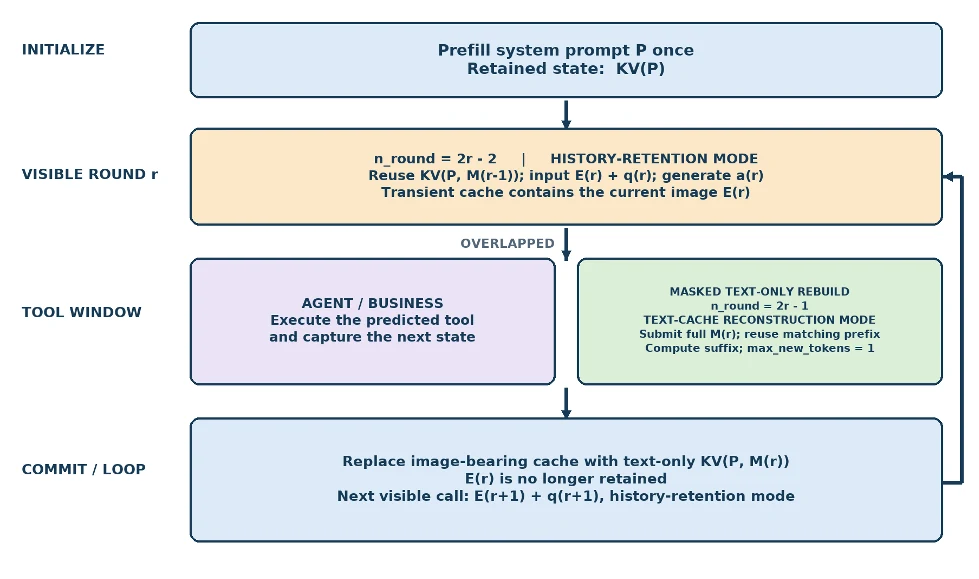 INITIALIZE
Prefill system prompt P once
Retained state: KV(P)
VISIBLE ROUND r
n_round = 2r - 2 | HISTORY-RETENTION MODE
Reuse KV(P, M(r-1)); input E(r) + q(r); generate a(r)
Transient cache contains the current image E(r)
OVERLAPPED
TOOL WINDOW
AGENT / BUSINESS
Execute the predicted tool
and capture the next state
MASKED TEXT-ONLY REBUILD
n_round = 2r - 1
TEXT-CACHE RECONSTRUCTION MODE
Submit full M(r); reuse matching prefix
Compute suffix; max_new_tokens = 1
COMMIT / LOOP
Replace image-bearing cache with text-only KV(P, M(r))
E(r) is no longer retained
Next visible call: E(r+1) + q(r+1), history-retention mode